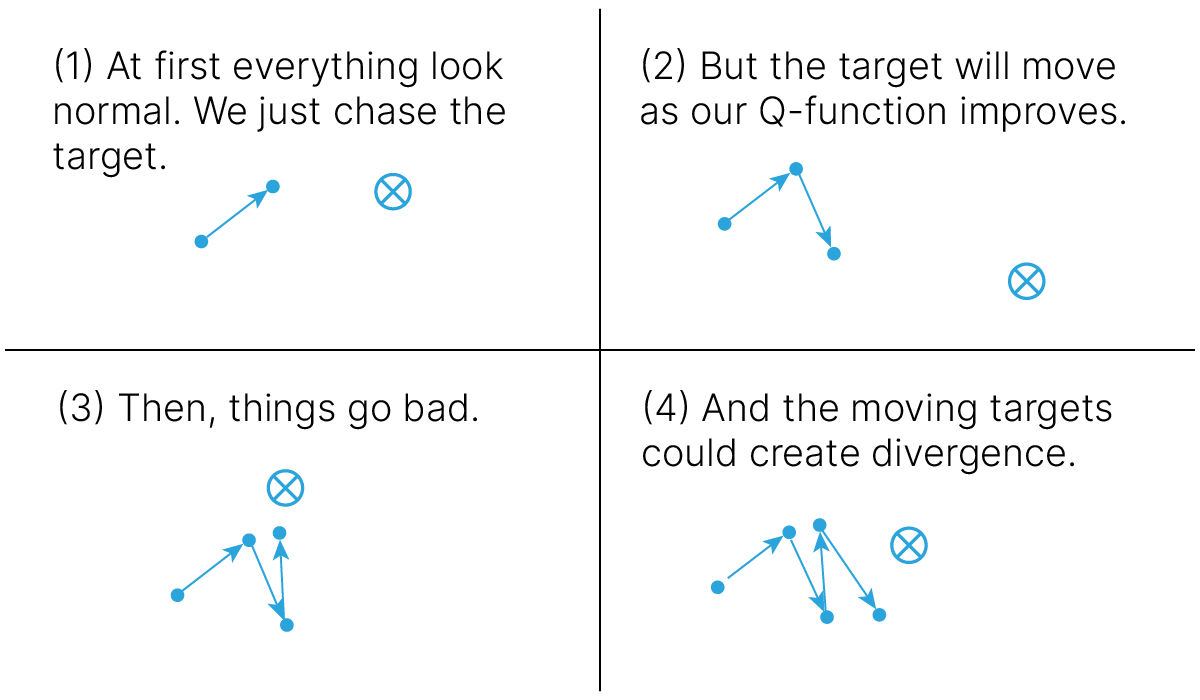 (1) At first everything look
normal. We just chase the
target.
(2) But the target will move
as our Q-function improves.
(3) Then, things go bad.
(4) And the moving targets
could create divergence.